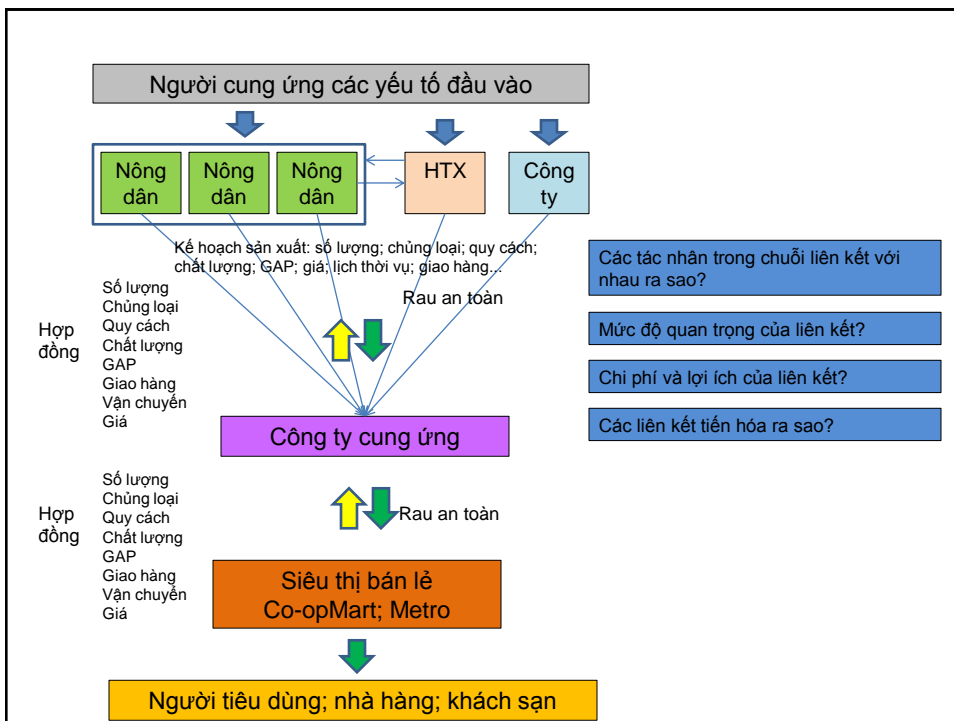 Người cung ứng các yếu tố đầu vào
Nông
dân
Nông
dân
Nông
dân
HTX
Công
ty
Kế hoạch sản xuất: số lượng; chủng loại; quy cách;
chất lượng; GAP; giá; lịch thời vụ; giao hàng...
Rau an toàn
Hợp
đồng
Số lượng
Chủng loại
Quy cách
Chất lượng
GAP
Giao hàng
Vận chuyển
Giá
Công ty cung ứng
Hợp
đồng
Số lượng
Chủng loại
Quy cách
Chất lượng
GAP
Giao hàng
Vận chuyển
Giá
Rau an toàn
Siêu thị bán lẻ
Co-opMart; Metro
Người tiêu dùng; nhà hàng; khách sạn
Các tác nhân trong chuỗi liên kết với
nhau ra sao?
Mức độ quan trọng của liên kết?
Chi phí và lợi ích của liên kết?
Các liên kết tiến hóa ra sao?